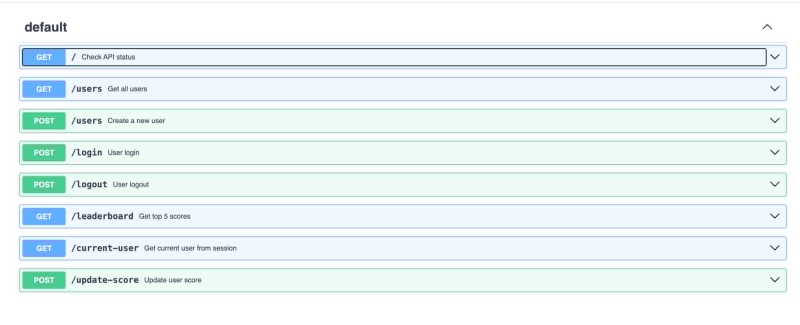 default
GET / Check API status
GET /users Get all users
POST /users Create a new user
POST /login User login
POST /logout User logout
GET /leaderboard Get top 5 scores
GET /current-user Get current user from session
POST /update-score Update user score